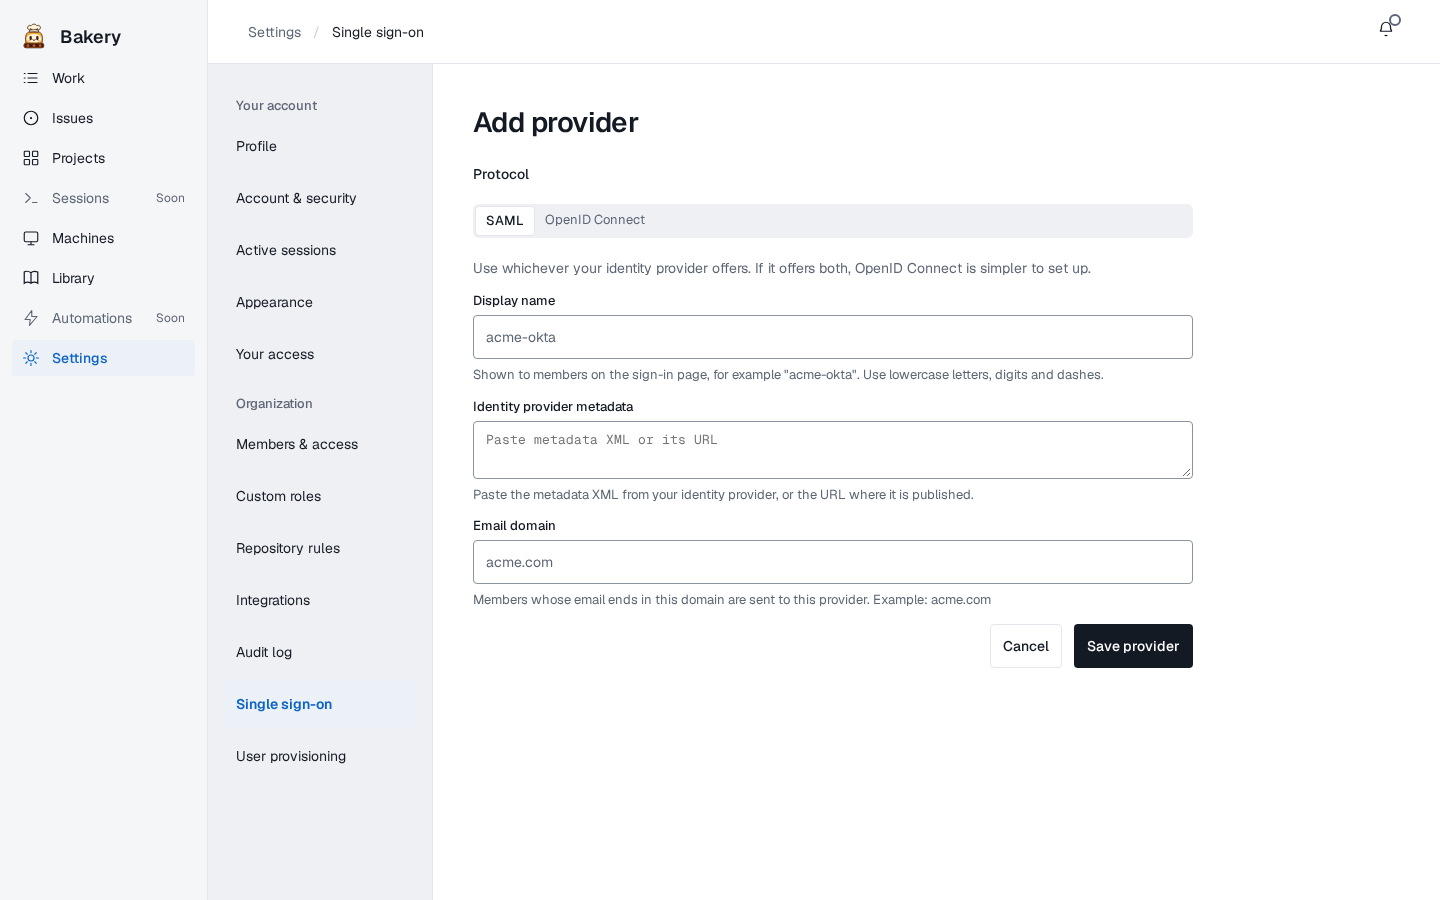 Bakery
Work
Issues
Projects
Sessions Soon
Machines
Library
Automations Soon
Settings
Settings / Single sign-on
Your account
Profile
Account & security
Active sessions
Appearance
Your access
Organization
Members & access
Custom roles
Repository rules
Integrations
Audit log
Single sign-on
User provisioning
Add provider
Protocol
SAML OpenID Connect
Use whichever your identity provider offers. If it offers both, OpenID Connect is simpler to set up.
Display name
acme-okta
Shown to members on the sign-in page, for example "acme-okta". Use lowercase letters, digits and dashes.
Identity provider metadata
Paste metadata XML or its URL
Paste the metadata XML from your identity provider, or the URL where it is published.
Email domain
acme.com
Members whose email ends in this domain are sent to this provider. Example: acme.com
Cancel Save provider